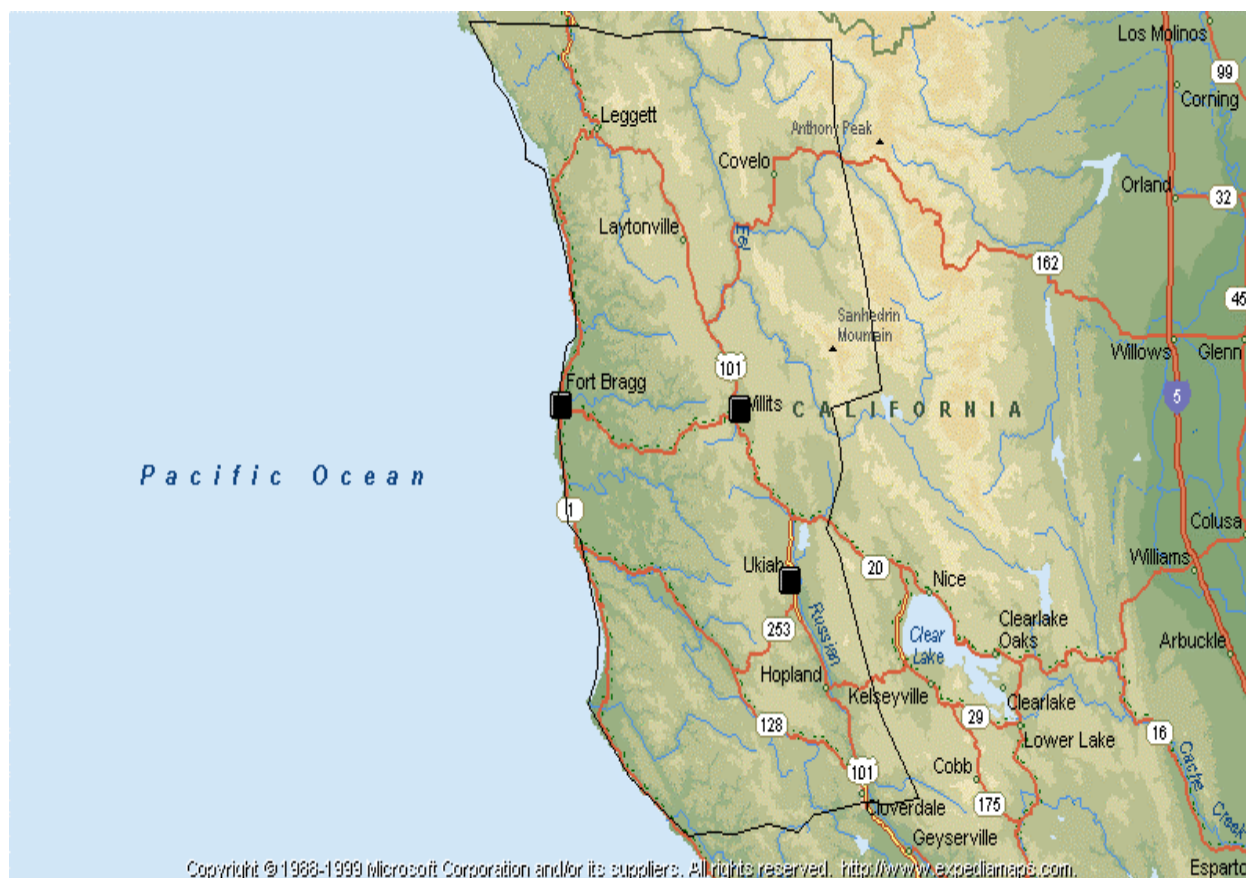 Los Molinos
99
Corning
Leggett
Anthony Peak
Covelo
Orland
32
Laytonville
Eel
162
45
Sanhedrin
Mountain
Willows
Glenn
101
Fort Bragg
5
Willits
CALIFORNIA
Pacific Ocean
1
Colusa
Williams
Ukiah
20
Nice
Russian
253
Clear
Lake
Clearlake
Oaks
Arbuckle
Hopland
Kelseyville
Clearlake
29
128
16
Lower Lake
Cache Creek
101
Cobb
175
Cloverdale
Geyserville
Copyright © 1988-1999 Microsoft Corporation and/or its suppliers. All rights reserved. http://www.expediamaps.com.
Esparto